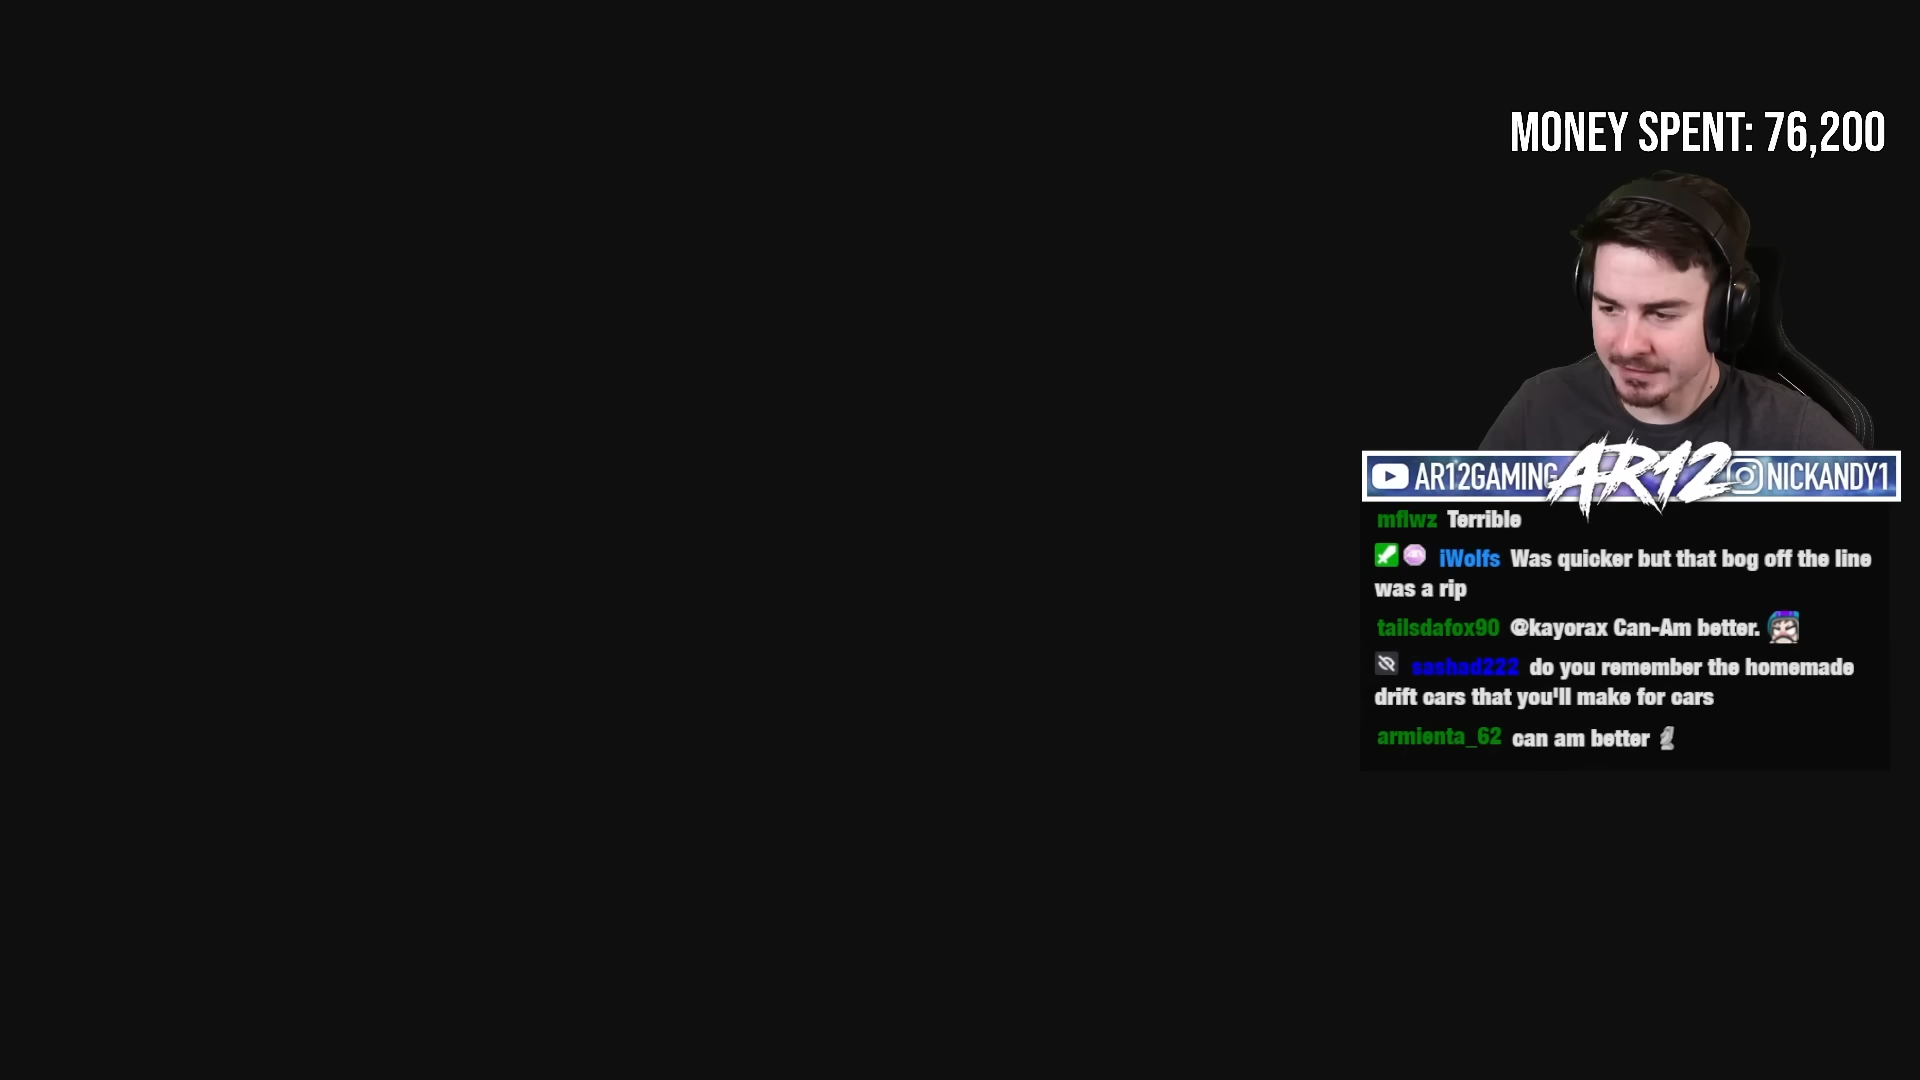 MONEY SPENT: 76,200
AR12GAMING AR12 NICKANDY1
mflwz Terrible
iWolfs Was quicker but that bog off the line
was a rip
tailsdafox90 @kayorax Can-Am better.
sashad222 do you remember the homemade
drift cars that you'll make for cars
armienta_62 can am better